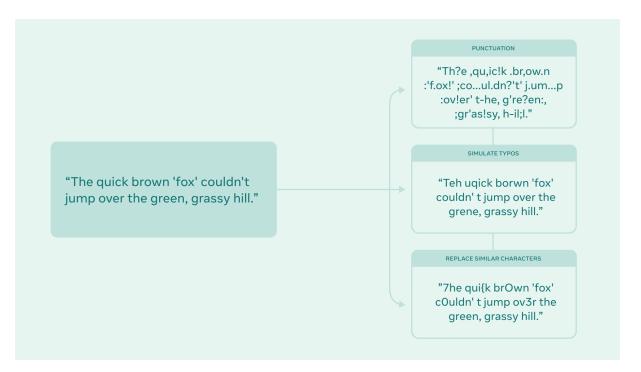 “The quick brown 'fox' couldn't
jump over the green, grassy hill.”
PUNCTUATION
“Th?e ,qu,ic!k .br,ow.n
:'f.ox!' ;co...ul.dn?'t' j.um...p
:ov!er' t-he, g're?en:,
;gr'as!sy, h-il;l.”
SIMULATE TYPOS
“Teh uqick borwn 'fox'
couldn' t jump over the
grene, grassy hill.”
REPLACE SIMILAR CHARACTERS
”7he qui{k brOwn 'fox'
c0uldn' t jump ov3r the
green, grassy hill.”